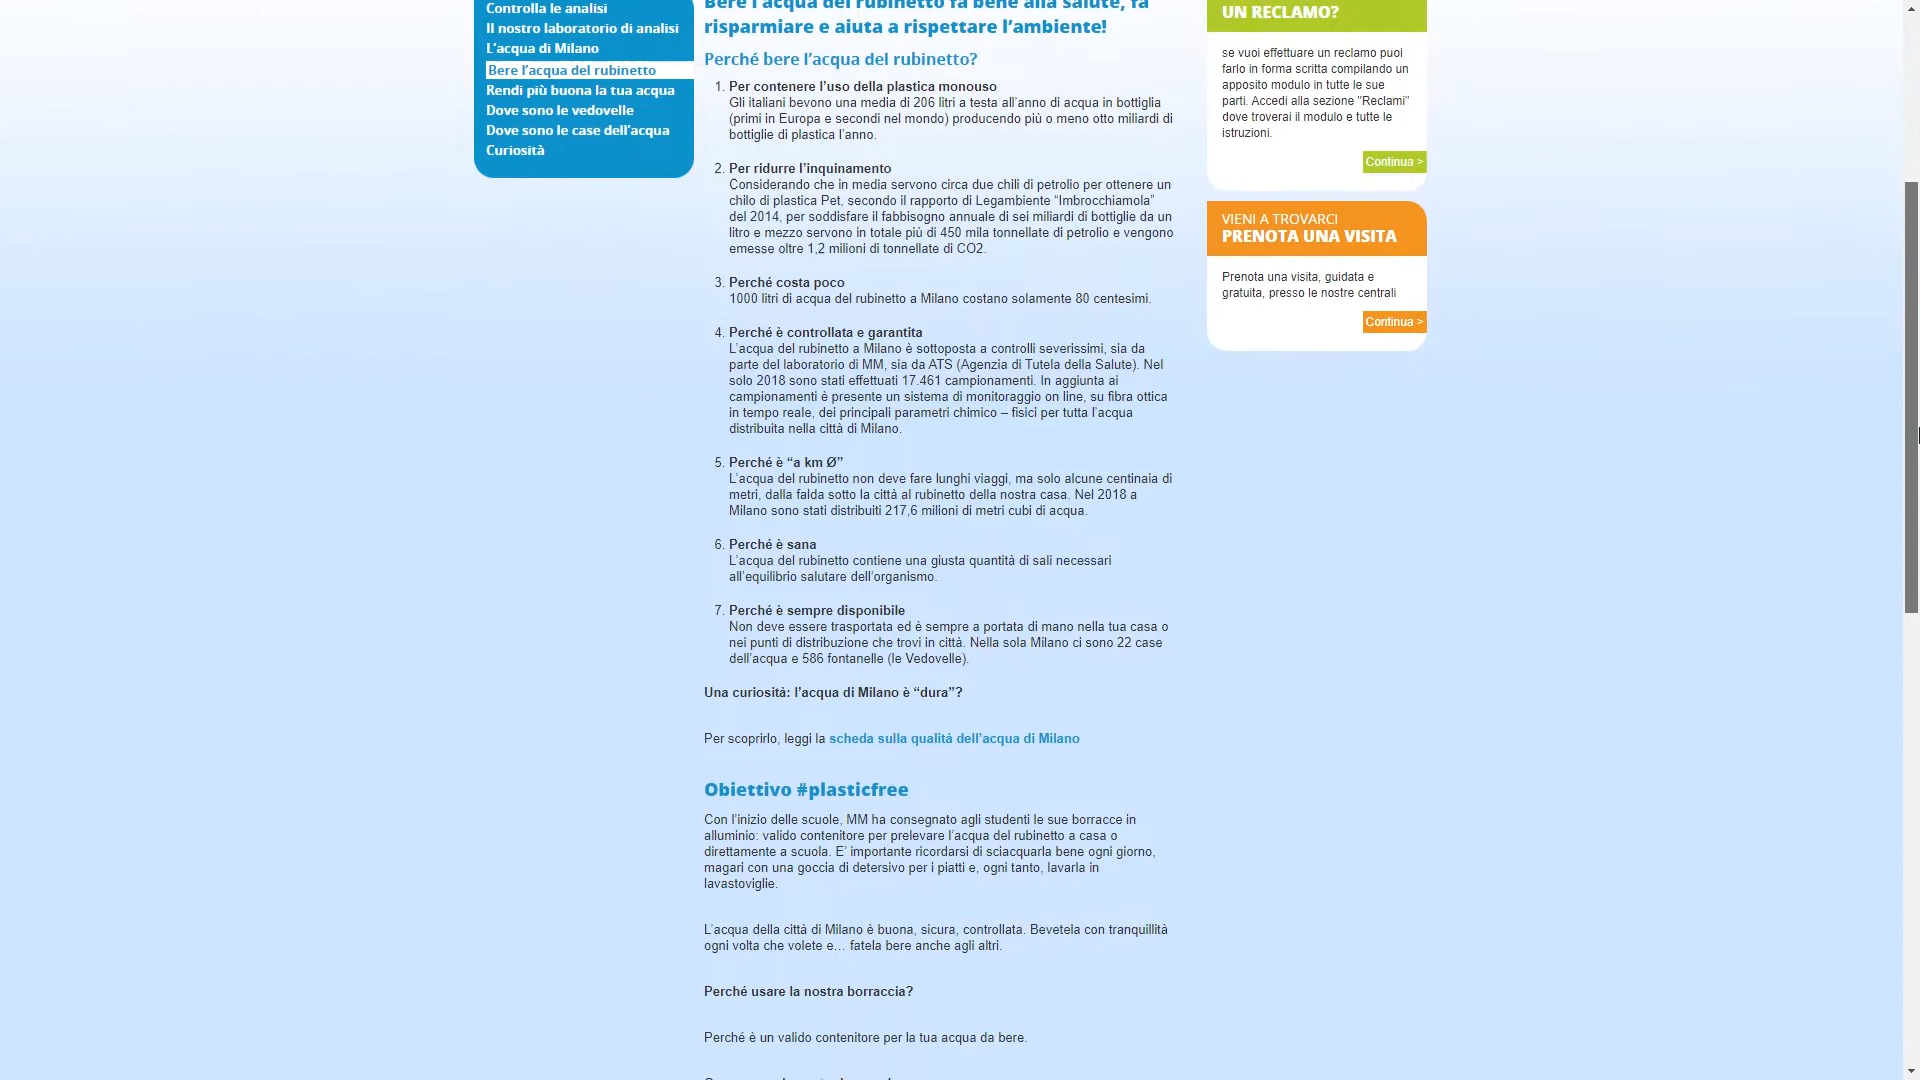 Controlla le analisi
Il nostro laboratorio di analisi
L'acqua di Milano
Bere l'acqua del rubinetto
Rendi più buona la tua acqua
Dove sono le vedovelle
Dove sono le case dell'acqua
Curiosità
Bere l'acqua del rubinetto fa bene alla salute, fa
risparmiare e aiuta a rispettare l'ambiente!
Perché bere l'acqua del rubinetto?
1. Per contenere l'uso della plastica monouso
Gli italiani bevono una media di 206 litri a testa all'anno di acqua in bottiglia
(primi in Europa e secondi nel mondo) producendo più o meno otto miliardi di
bottiglie di plastica l'anno.
2. Per ridurre l'inquinamento
Considerando che in media servono circa due chili di petrolio per ottenere un
chilo di plastica Pet, secondo il rapporto di Legambiente “Imbrocchiamola”
del 2014, per soddisfare il fabbisogno annuale di sei miliardi di bottiglie da un
litro e mezzo servono in totale più di 450 mila tonnellate di petrolio e vengono
emesse oltre 1,2 milioni di tonnellate di CO2.
3. Perché costa poco
1000 litri di acqua del rubinetto a Milano costano solamente 80 centesimi.
4. Perché è controllata e garantita
L'acqua del rubinetto a Milano è sottoposta a controlli severissimi, sia da
parte del laboratorio di MM, sia da ATS (Agenzia di Tutela della Salute). Nel
solo 2018 sono stati effettuati 17.461 campionamenti. In aggiunta ai
campionamenti è presente un sistema di monitoraggio on line, su fibra ottica
in tempo reale, dei principali parametri chimico – fisici per tutta l'acqua
distribuita nella città di Milano.
5. Perché è “a km Ø”
L'acqua del rubinetto non deve fare lunghi viaggi, ma solo alcune centinaia di
metri, dalla falda sotto la città al rubinetto della nostra casa. Nel 2018 a
Milano sono stati distribuiti 217,6 milioni di metri cubi di acqua.
6. Perché è sana
L'acqua del rubinetto contiene una giusta quantità di sali necessari
all'equilibrio salutare dell'organismo.
7. Perché è sempre disponibile
Non deve essere trasportata ed è sempre a portata di mano nella tua casa o
nei punti di distribuzione che trovi in città. Nella sola Milano ci sono 22 case
dell'acqua e 586 fontanelle (le Vedovelle).
Una curiosità: l'acqua di Milano è “dura”?
Per scoprirlo, leggi la scheda sulla qualità dell'acqua di Milano
Obiettivo #plasticfree
Con l'inizio delle scuole, MM ha consegnato agli studenti le sue borracce in
alluminio: valido contenitore per prelevare l'acqua del rubinetto a casa o
direttamente a scuola. E' importante ricordarsi di sciacquarla bene ogni giorno,
magari con una goccia di detersivo per i piatti e, ogni tanto, lavarla in
lavastoviglie.
L'acqua della città di Milano è buona, sicura, controllata. Bevetela con tranquillità
ogni volta che volete e… fatela bere anche agli altri.
Perché usare la nostra borraccia?
Perché è un valido contenitore per la tua acqua da bere.
UN RECLAMO?
se vuoi effettuare un reclamo puoi
farlo in forma scritta compilando un
apposito modulo in tutte le sue
parti. Accedi alla sezione "Reclami"
dove troverai il modulo e tutte le
istruzioni.
Continua >
VIENI A TROVARCI
PRENOTA UNA VISITA
Prenota una visita, guidata e
gratuita, presso le nostre centrali
Continua >